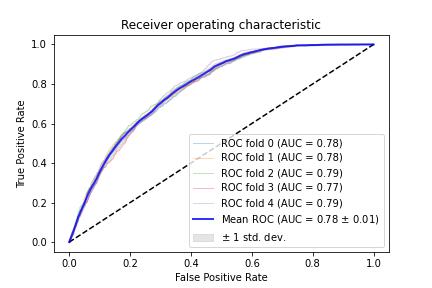 Receiver operating characteristic
True Positive Rate
1.0
0.8
0.6
0.4
0.2
0.0
ROC fold 0 (AUC = 0.78)
ROC fold 1 (AUC = 0.78)
ROC fold 2 (AUC = 0.79)
ROC fold 3 (AUC = 0.77)
ROC fold 4 (AUC = 0.79)
Mean ROC (AUC = 0.78 ± 0.01)
± 1 std. dev.
0.0 0.2 0.4 0.6 0.8 1.0
False Positive Rate